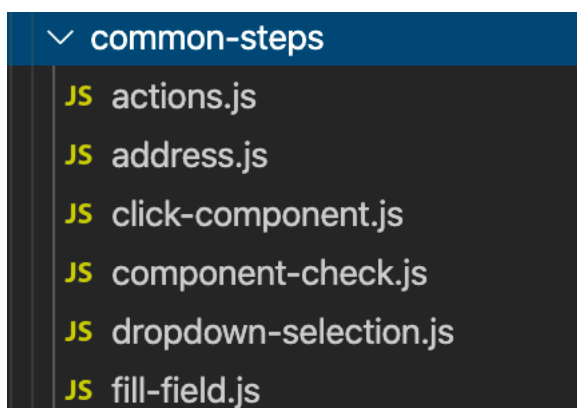 common-steps
JS actions.js
JS address.js
JS click-component.js
JS component-check.js
JS dropdown-selection.js
JS fill-field.js